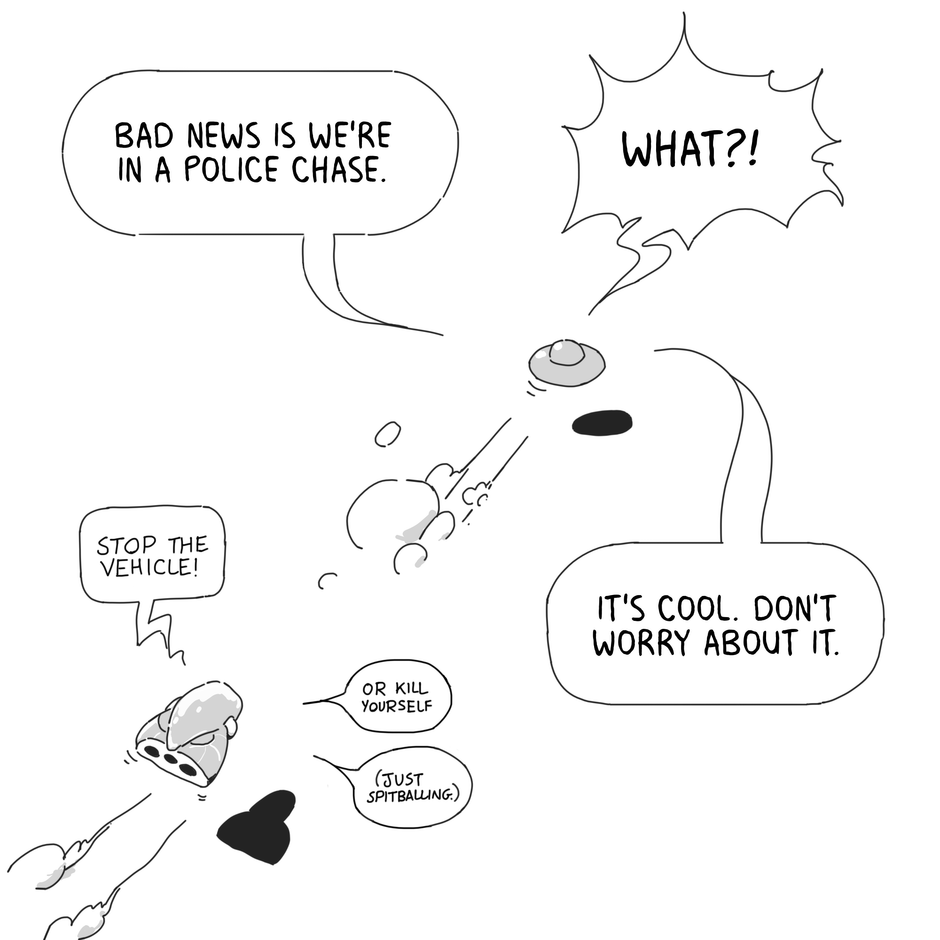 BAD NEWS IS WE'RE
IN A POLICE CHASE.
WHAT?!
IT'S COOL. DON'T
WORRY ABOUT IT.
STOP THE
VEHICLE!
OR KILL
YOURSELF
(JUST
SPITBALLING.)